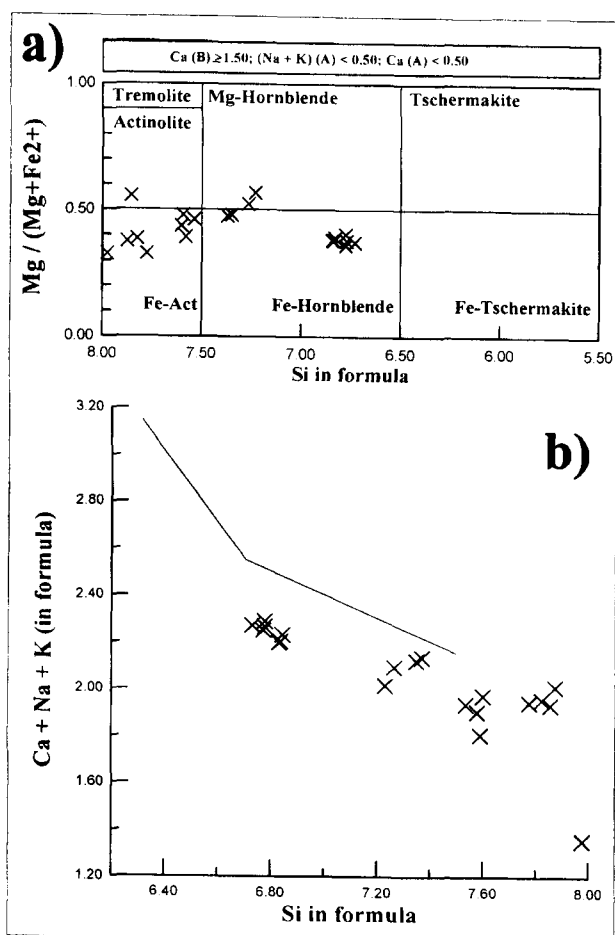 a)
Ca (B) ≥ 1.50; (Na + K) (A) < 0.50; Ca (A) < 0.50
1.00
Tremolite
Mg-Hornblende
Tschermakite
Actinolite
Mg / (Mg+Fe2+)
0.50
Fe-Act
Fe-Hornblende
Fe-Tschermakite
0.00
8.00 7.50 7.00 6.50 6.00 5.50
Si in formula
b)
Ca + Na + K (in formula)
3.20
2.80
2.40
2.00
1.60
1.20
6.40 6.80 7.20 7.60 8.00
Si in formula